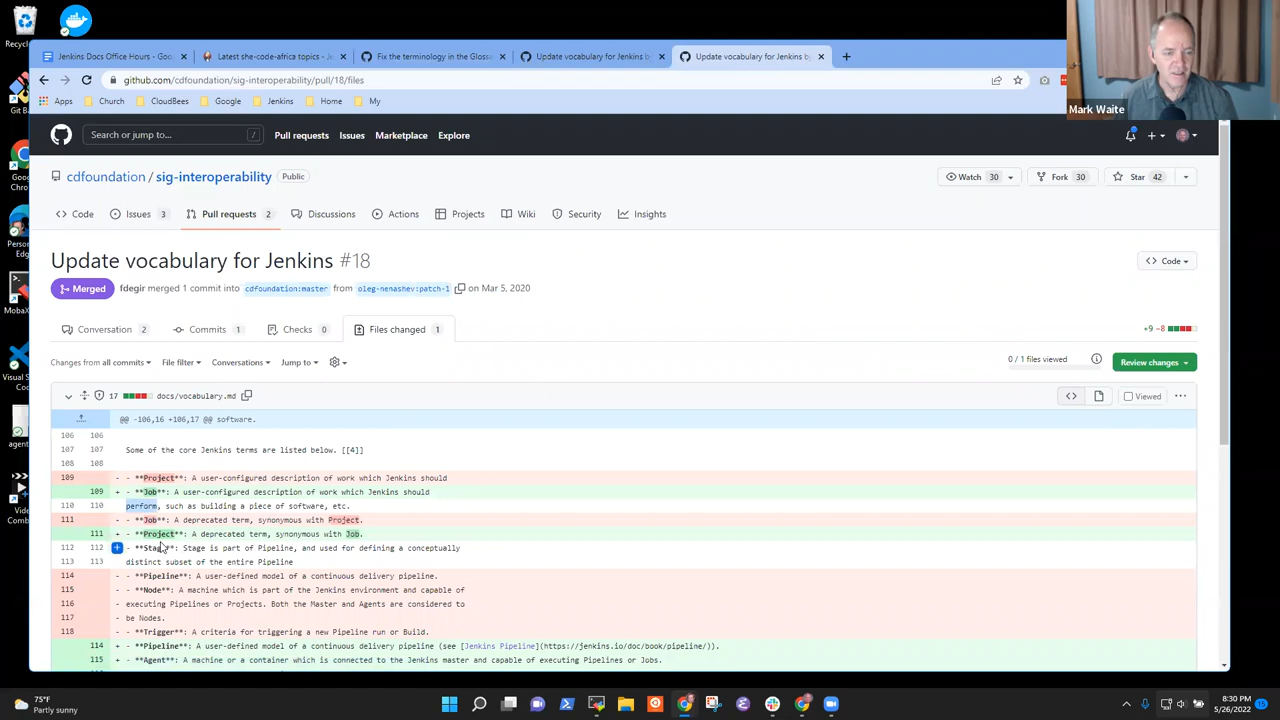 Jenkins Docs Office Hours - Goo
Latest she-code-africa topics - Je
Fix the terminology in the Glossa
Update vocabulary for Jenkins by
Update vocabulary for Jenkins by
github.com/cdfoundation/sig-interoperability/pull/18/files
Apps
Church
CloudBees
Google
Jenkins
Home
My
Mark Waite
Search or jump to...
/
Pull requests
Issues
Marketplace
Explore
cdfoundation / sig-interoperability
Public
Watch 30
Fork 30
Star 42
Code
Issues 3
Pull requests 2
Discussions
Actions
Projects
Wiki
Security
Insights
Update vocabulary for Jenkins #18
Code
Merged
fdegir merged 1 commit into cdfoundation:master from oleg-nenashev:patch-1 on Mar 5, 2020
Conversation 2
Commits 1
Checks 0
Files changed 1
+9 −8
Changes from all commits
File filter
Conversations
Jump to
0 / 1 files viewed
Review changes
17 docs/vocabulary.md
Viewed
@@ -106,16 +106,17 @@ software.
106 106
107 107 Some of the core Jenkins terms are listed below. [[4]]
108 108
109 - - **Project**: A user-configured description of work which Jenkins should
109 + - **Job**: A user-configured description of work which Jenkins should
110 110 perform, such as building a piece of software, etc.
111 - - **Job**: A deprecated term, synonymous with Project.
111 + - **Project**: A deprecated term, synonymous with Job.
112 112 - **Stage**: Stage is part of Pipeline, and used for defining a conceptually
113 113 distinct subset of the entire Pipeline
114 - - **Pipeline**: A user-defined model of a continuous delivery pipeline.
115 - - **Node**: A machine which is part of the Jenkins environment and capable of
116 - executing Pipelines or Projects. Both the Master and Agents are considered to
117 - be Nodes.
118 - - **Trigger**: A criteria for triggering a new Pipeline run or Build.
114 + - **Pipeline**: A user-defined model of a continuous delivery pipeline (see [Jenkins Pipeline](https://jenkins.io/doc/book/pipeline/)).
115 + - **Agent**: A machine or a container which is connected to the Jenkins master and capable of executing Pipelines or Jobs.
Git Ba
Chro
Person
Edg
MobaX
Visual S
Cod
agent
Video
Comb
75°F
Partly sunny
8:30 PM
5/26/2022